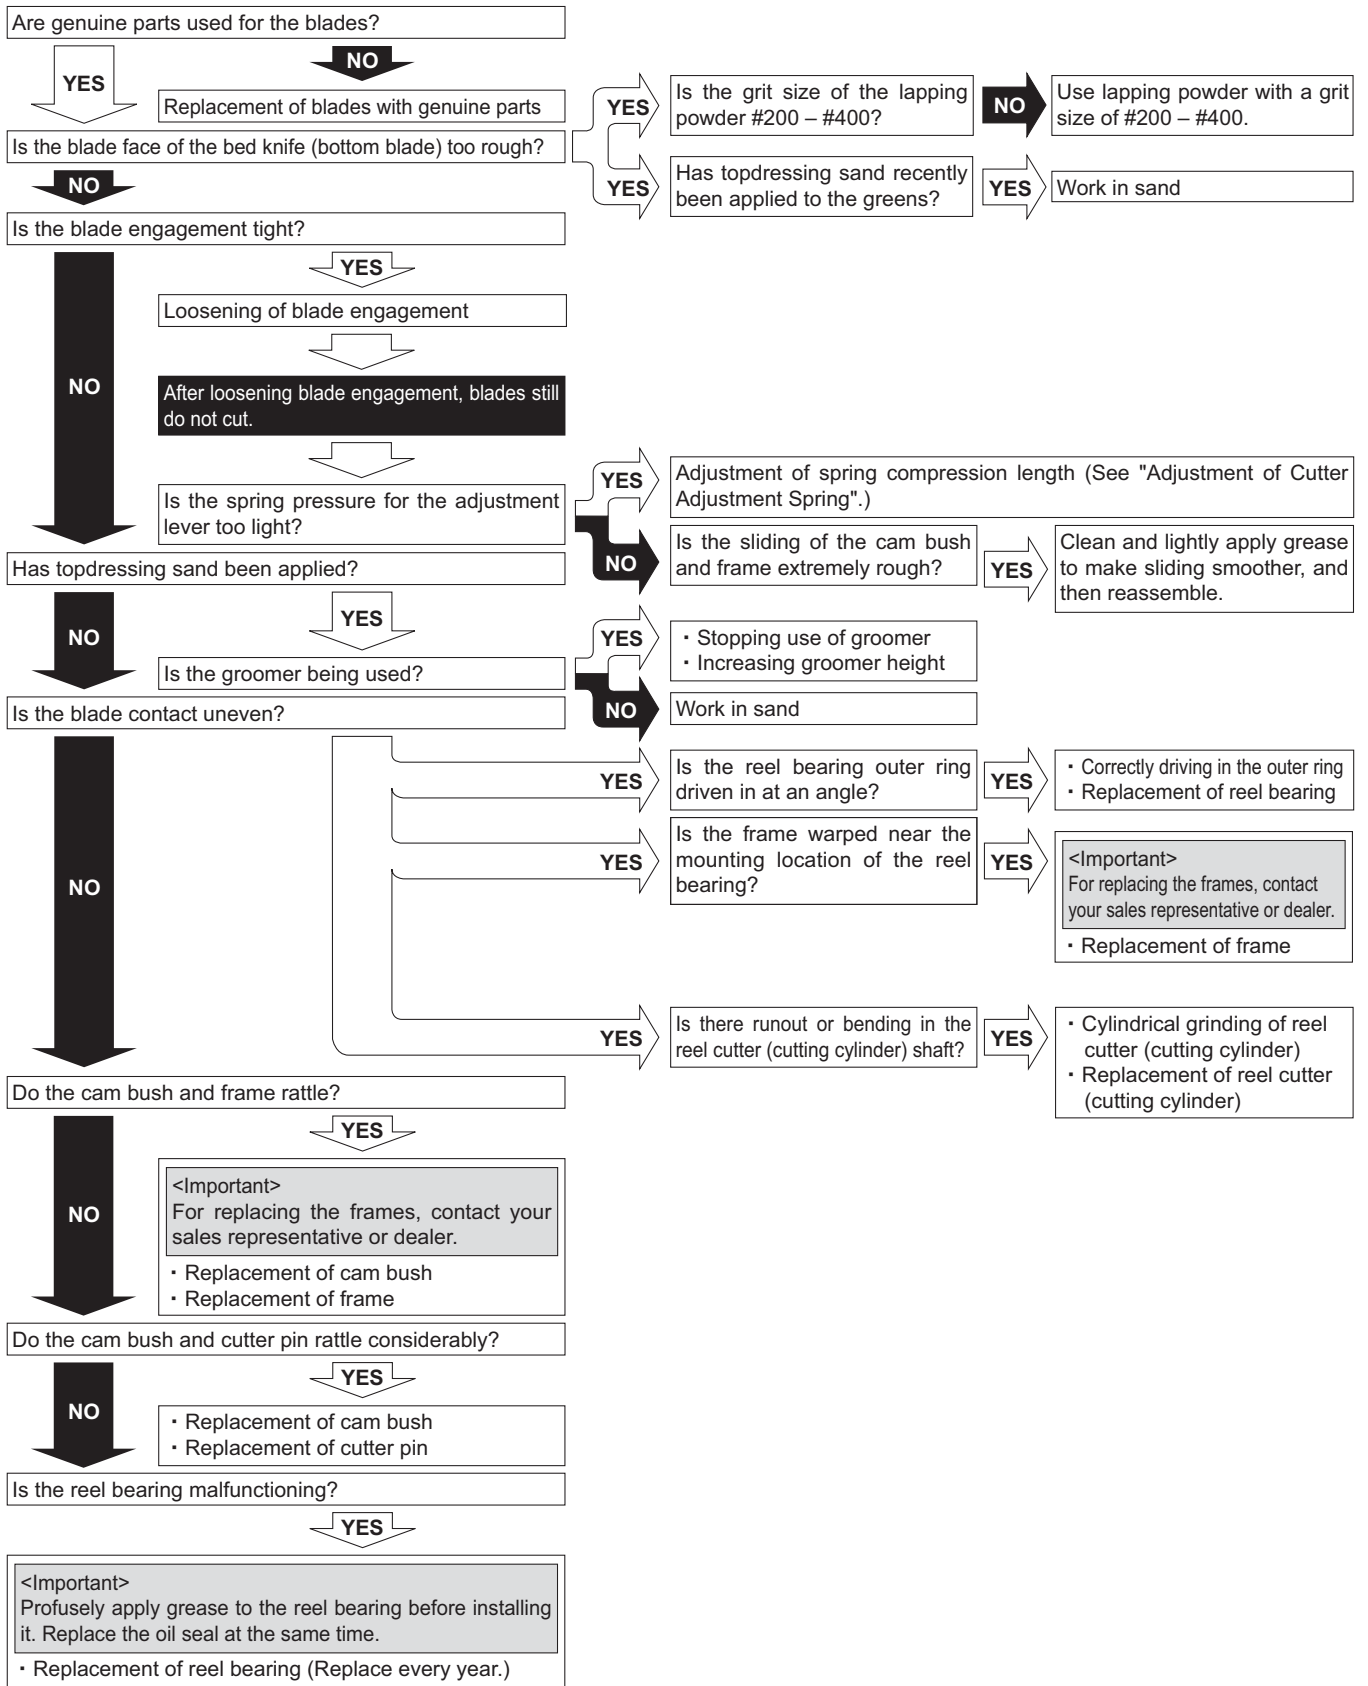 Are genuine parts used for the blades?
YES
NO
Replacement of blades with genuine parts
Is the blade face of the bed knife (bottom blade) too rough?
YES
Is the grit size of the lapping
powder #200 – #400?
NO
Use lapping powder with a grit
size of #200 – #400.
YES
Has topdressing sand recently
been applied to the greens?
YES
Work in sand
NO
Is the blade engagement tight?
YES
Loosening of blade engagement
NO
After loosening blade engagement, blades still
do not cut.
Is the spring pressure for the adjustment
lever too light?
YES
Adjustment of spring compression length (See "Adjustment of Cutter
Adjustment Spring".)
NO
Is the sliding of the cam bush
and frame extremely rough?
YES
Clean and lightly apply grease
to make sliding smoother, and
then reassemble.
Has topdressing sand been applied?
NO
YES
Is the groomer being used?
YES
・Stopping use of groomer
・Increasing groomer height
NO
Work in sand
Is the blade contact uneven?
YES
Is the reel bearing outer ring
driven in at an angle?
YES
・Correctly driving in the outer ring
・Replacement of reel bearing
YES
Is the frame warped near the
mounting location of the reel
bearing?
YES
<Important>
For replacing the frames, contact
your sales representative or dealer.
・Replacement of frame
NO
YES
Is there runout or bending in the
reel cutter (cutting cylinder) shaft?
YES
・Cylindrical grinding of reel
cutter (cutting cylinder)
・Replacement of reel cutter
(cutting cylinder)
Do the cam bush and frame rattle?
YES
NO
<Important>
For replacing the frames, contact your
sales representative or dealer.
・Replacement of cam bush
・Replacement of frame
Do the cam bush and cutter pin rattle considerably?
YES
NO
・Replacement of cam bush
・Replacement of cutter pin
Is the reel bearing malfunctioning?
YES
<Important>
Profusely apply grease to the reel bearing before installing
it. Replace the oil seal at the same time.
・Replacement of reel bearing (Replace every year.)